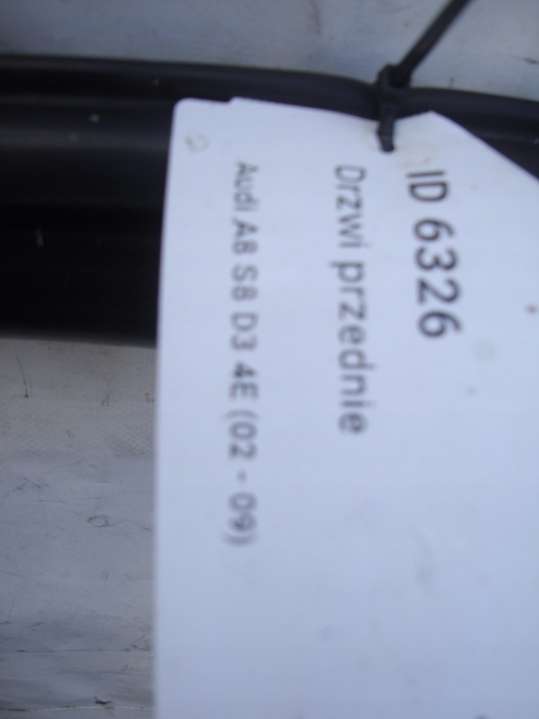 ID 6326
Drzwi przednie
Audi A8 S8 D3 4E (02 - 09)